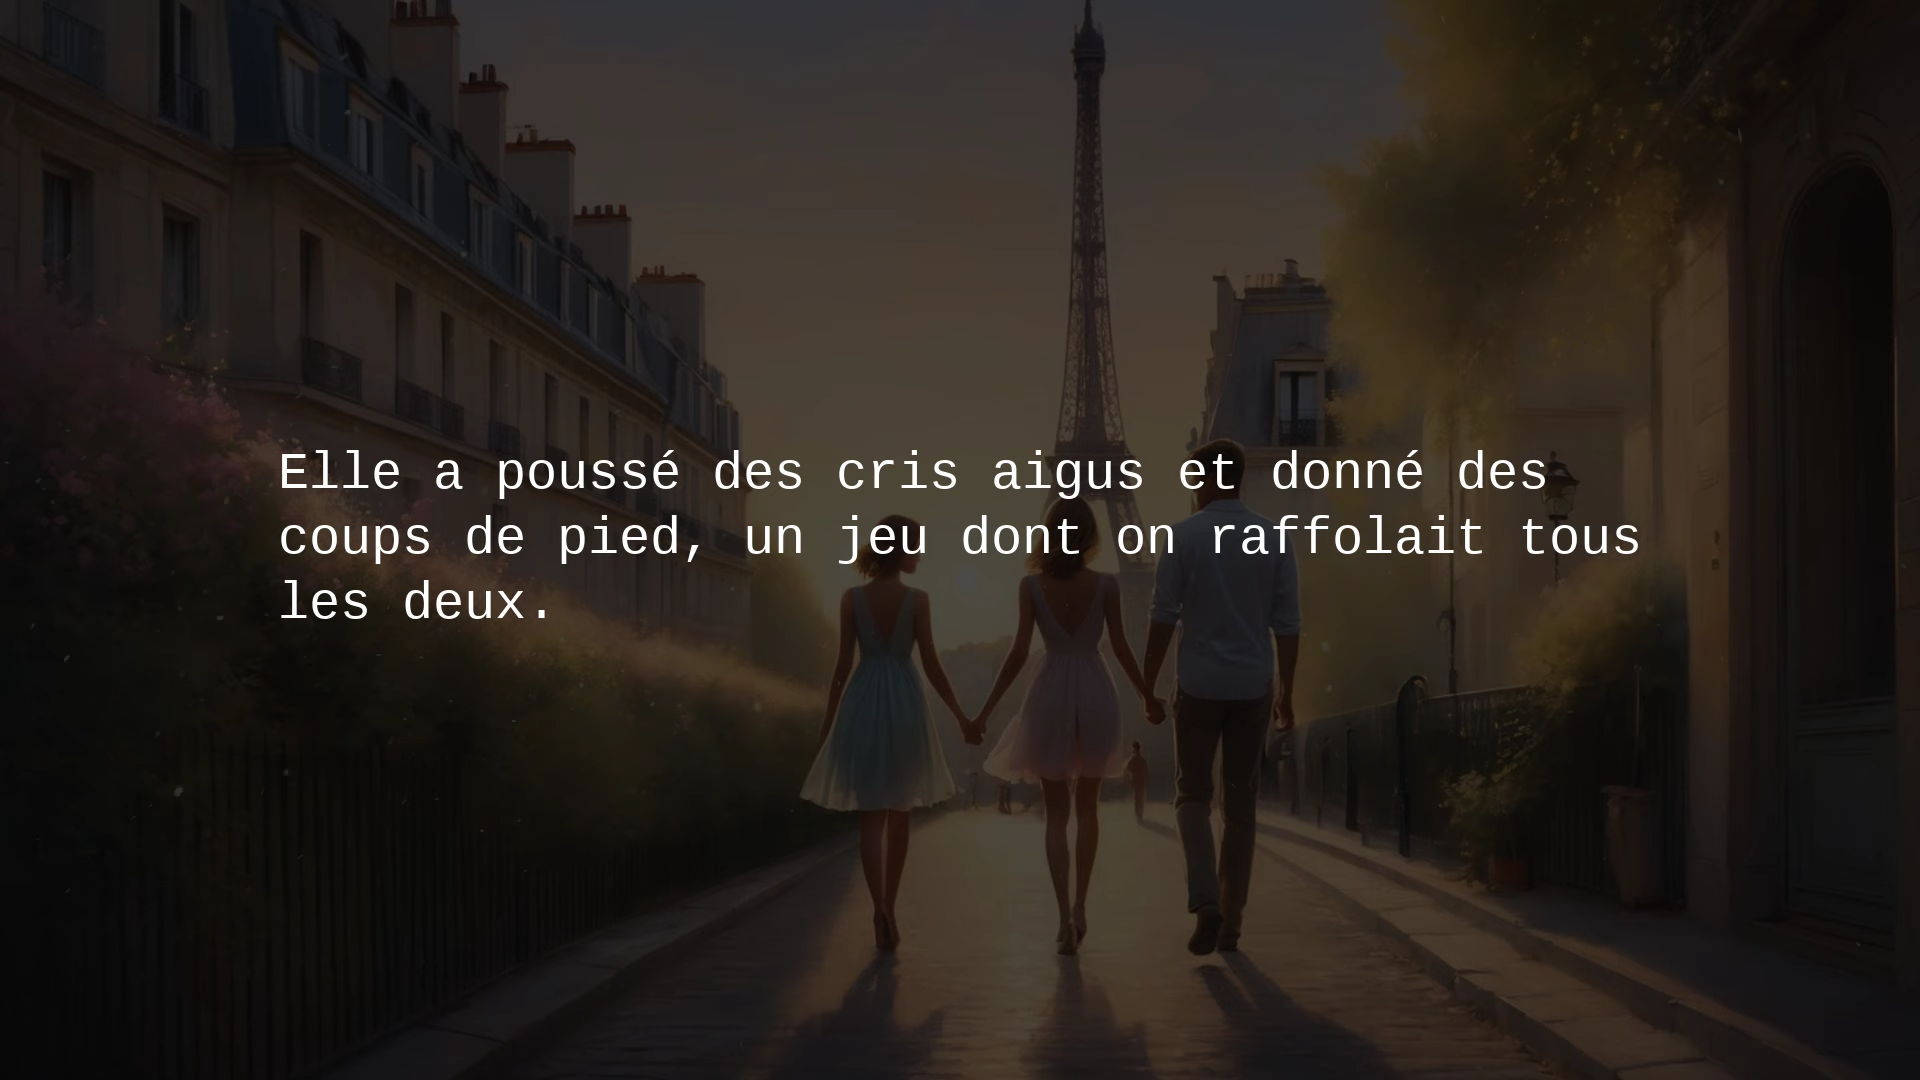 Elle a poussé des cris aigus et donné des
coups de pied, un jeu dont on raffolait tous
les deux.